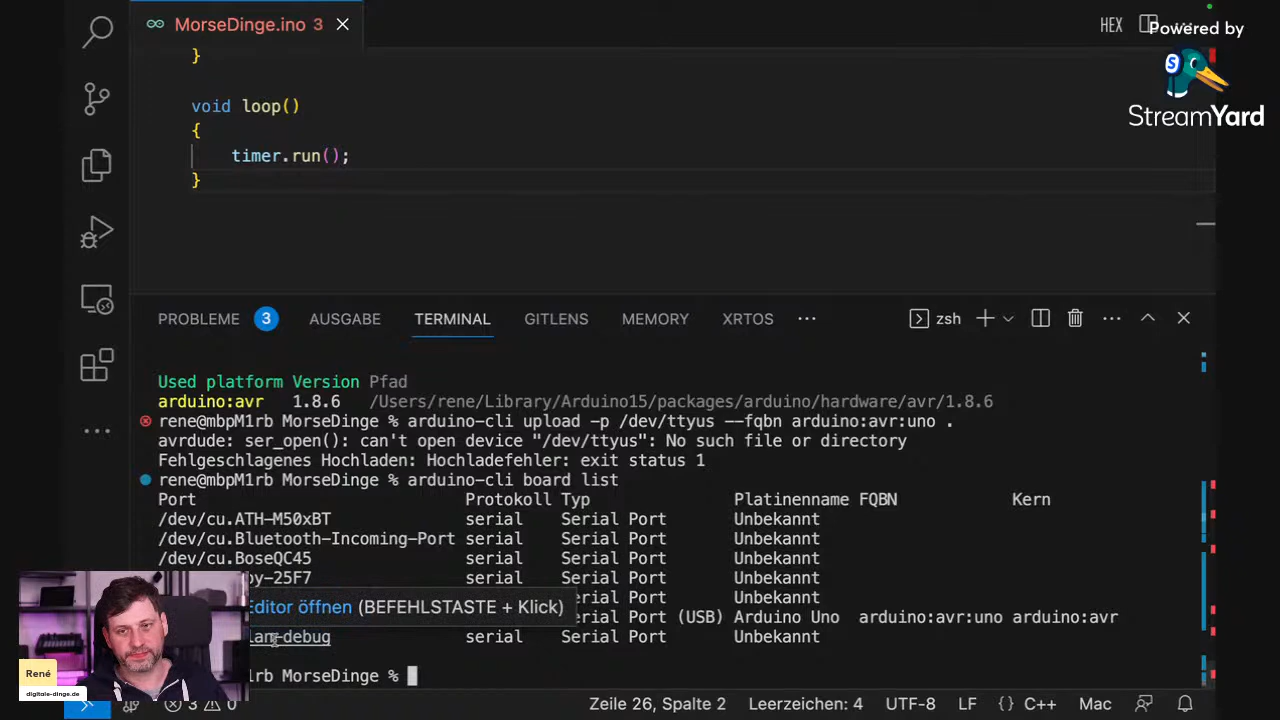 MorseDinge.ino 3
HEX
Powered by
StreamYard
}
void loop()
{
timer.run();
}
PROBLEME 3 AUSGABE TERMINAL GITLENS MEMORY XRTOS
zsh
Used platform Version Pfad
arduino:avr 1.8.6 /Users/rene/Library/Arduino15/packages/arduino/hardware/avr/1.8.6
rene@mbpM1rb MorseDinge % arduino-cli upload -p /dev/ttyus --fqbn arduino:avr:uno .
avrdude: ser_open(): can't open device "/dev/ttyus": No such file or directory
Fehlgeschlagenes Hochladen: Hochladefehler: exit status 1
rene@mbpM1rb MorseDinge % arduino-cli board list
Port Protokoll Typ Platinenname FQBN Kern
/dev/cu.ATH-M50xBT serial Serial Port Unbekannt
/dev/cu.Bluetooth-Incoming-Port serial Serial Port Unbekannt
/dev/cu.BoseQC45 serial Serial Port Unbekannt
py-25F7 serial Serial Port Unbekannt
Editor öffnen (BEFEHLSTASTE + Klick)
l Port Unbekannt
l Port (USB) Arduino Uno arduino:avr:uno arduino:avr
lan-debug serial Serial Port Unbekannt
1rb MorseDinge %
René
digitale-dinge.de
3 0 Zeile 26, Spalte 2 Leerzeichen: 4 UTF-8 LF {} C++ Mac